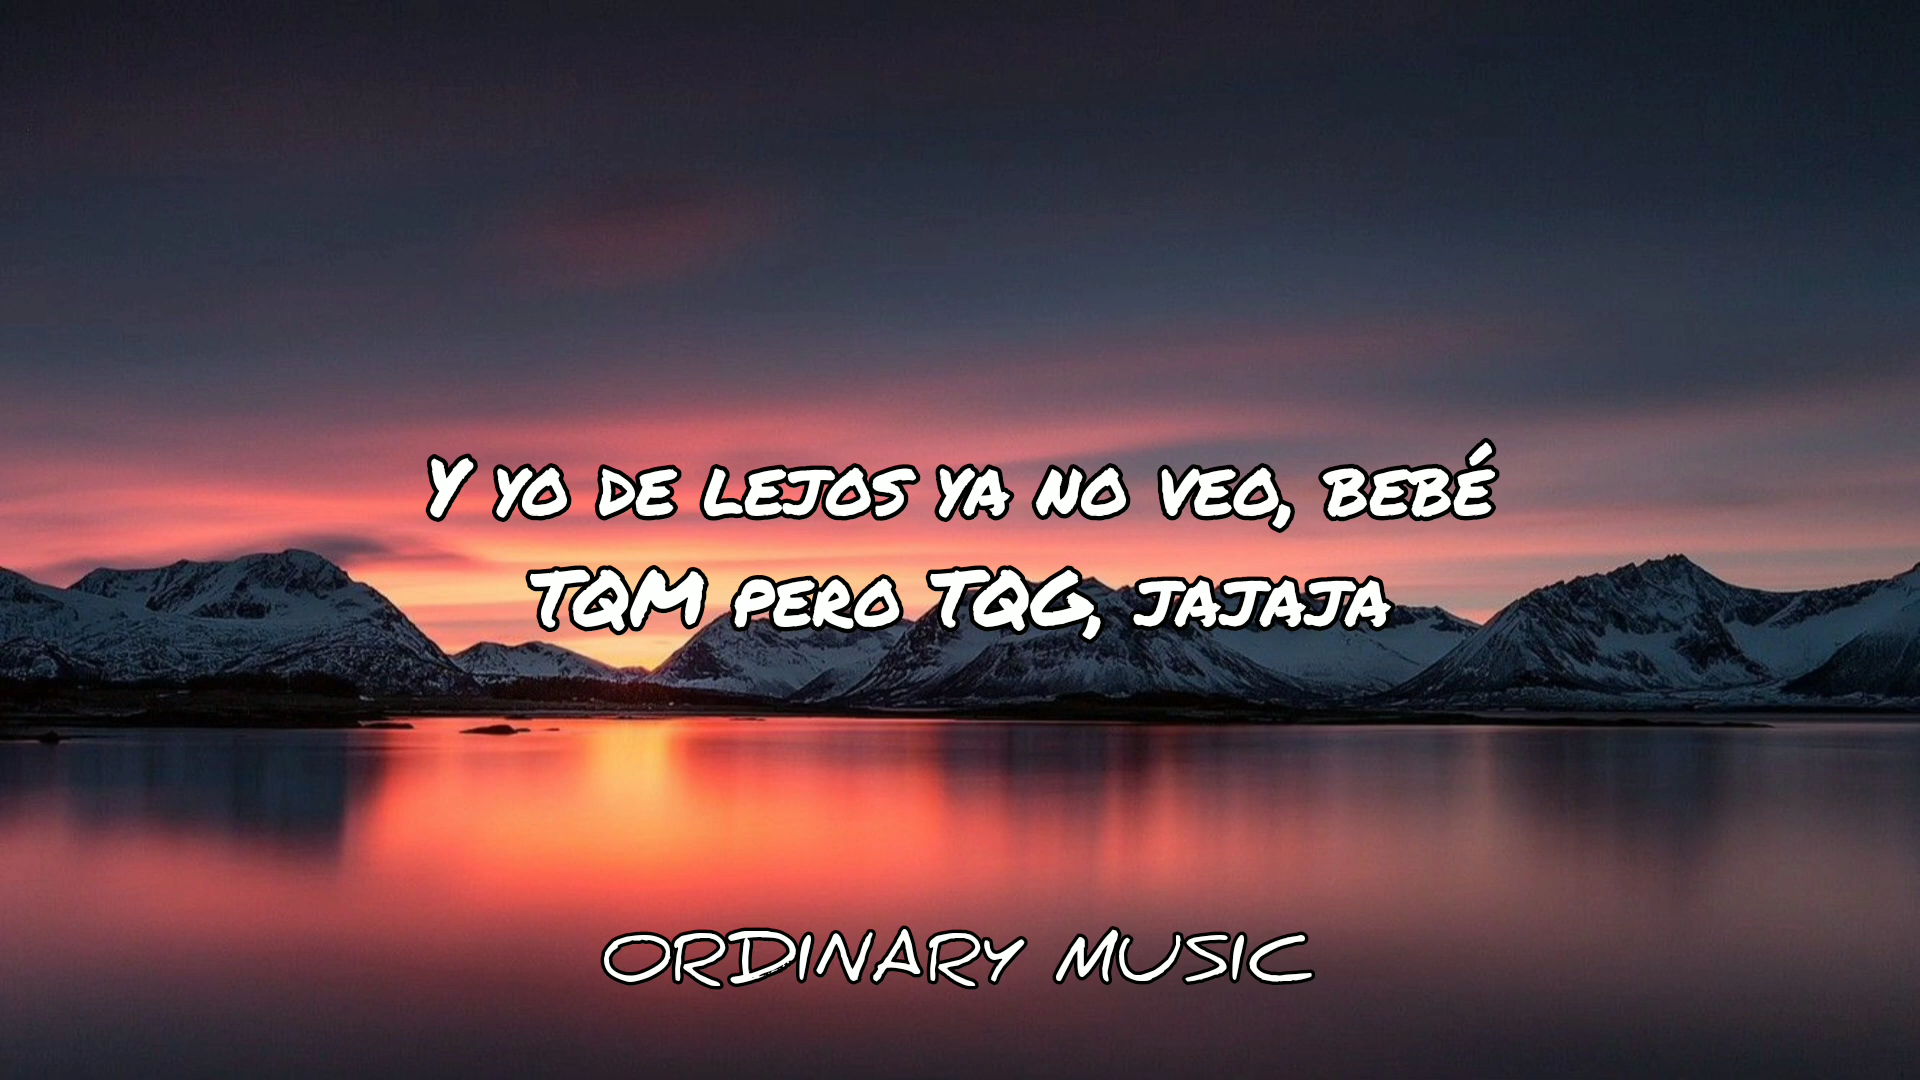 Y yo de lejos ya no veo, bebé
TQM pero TQG, jajaja
ORDINARY MUSIC